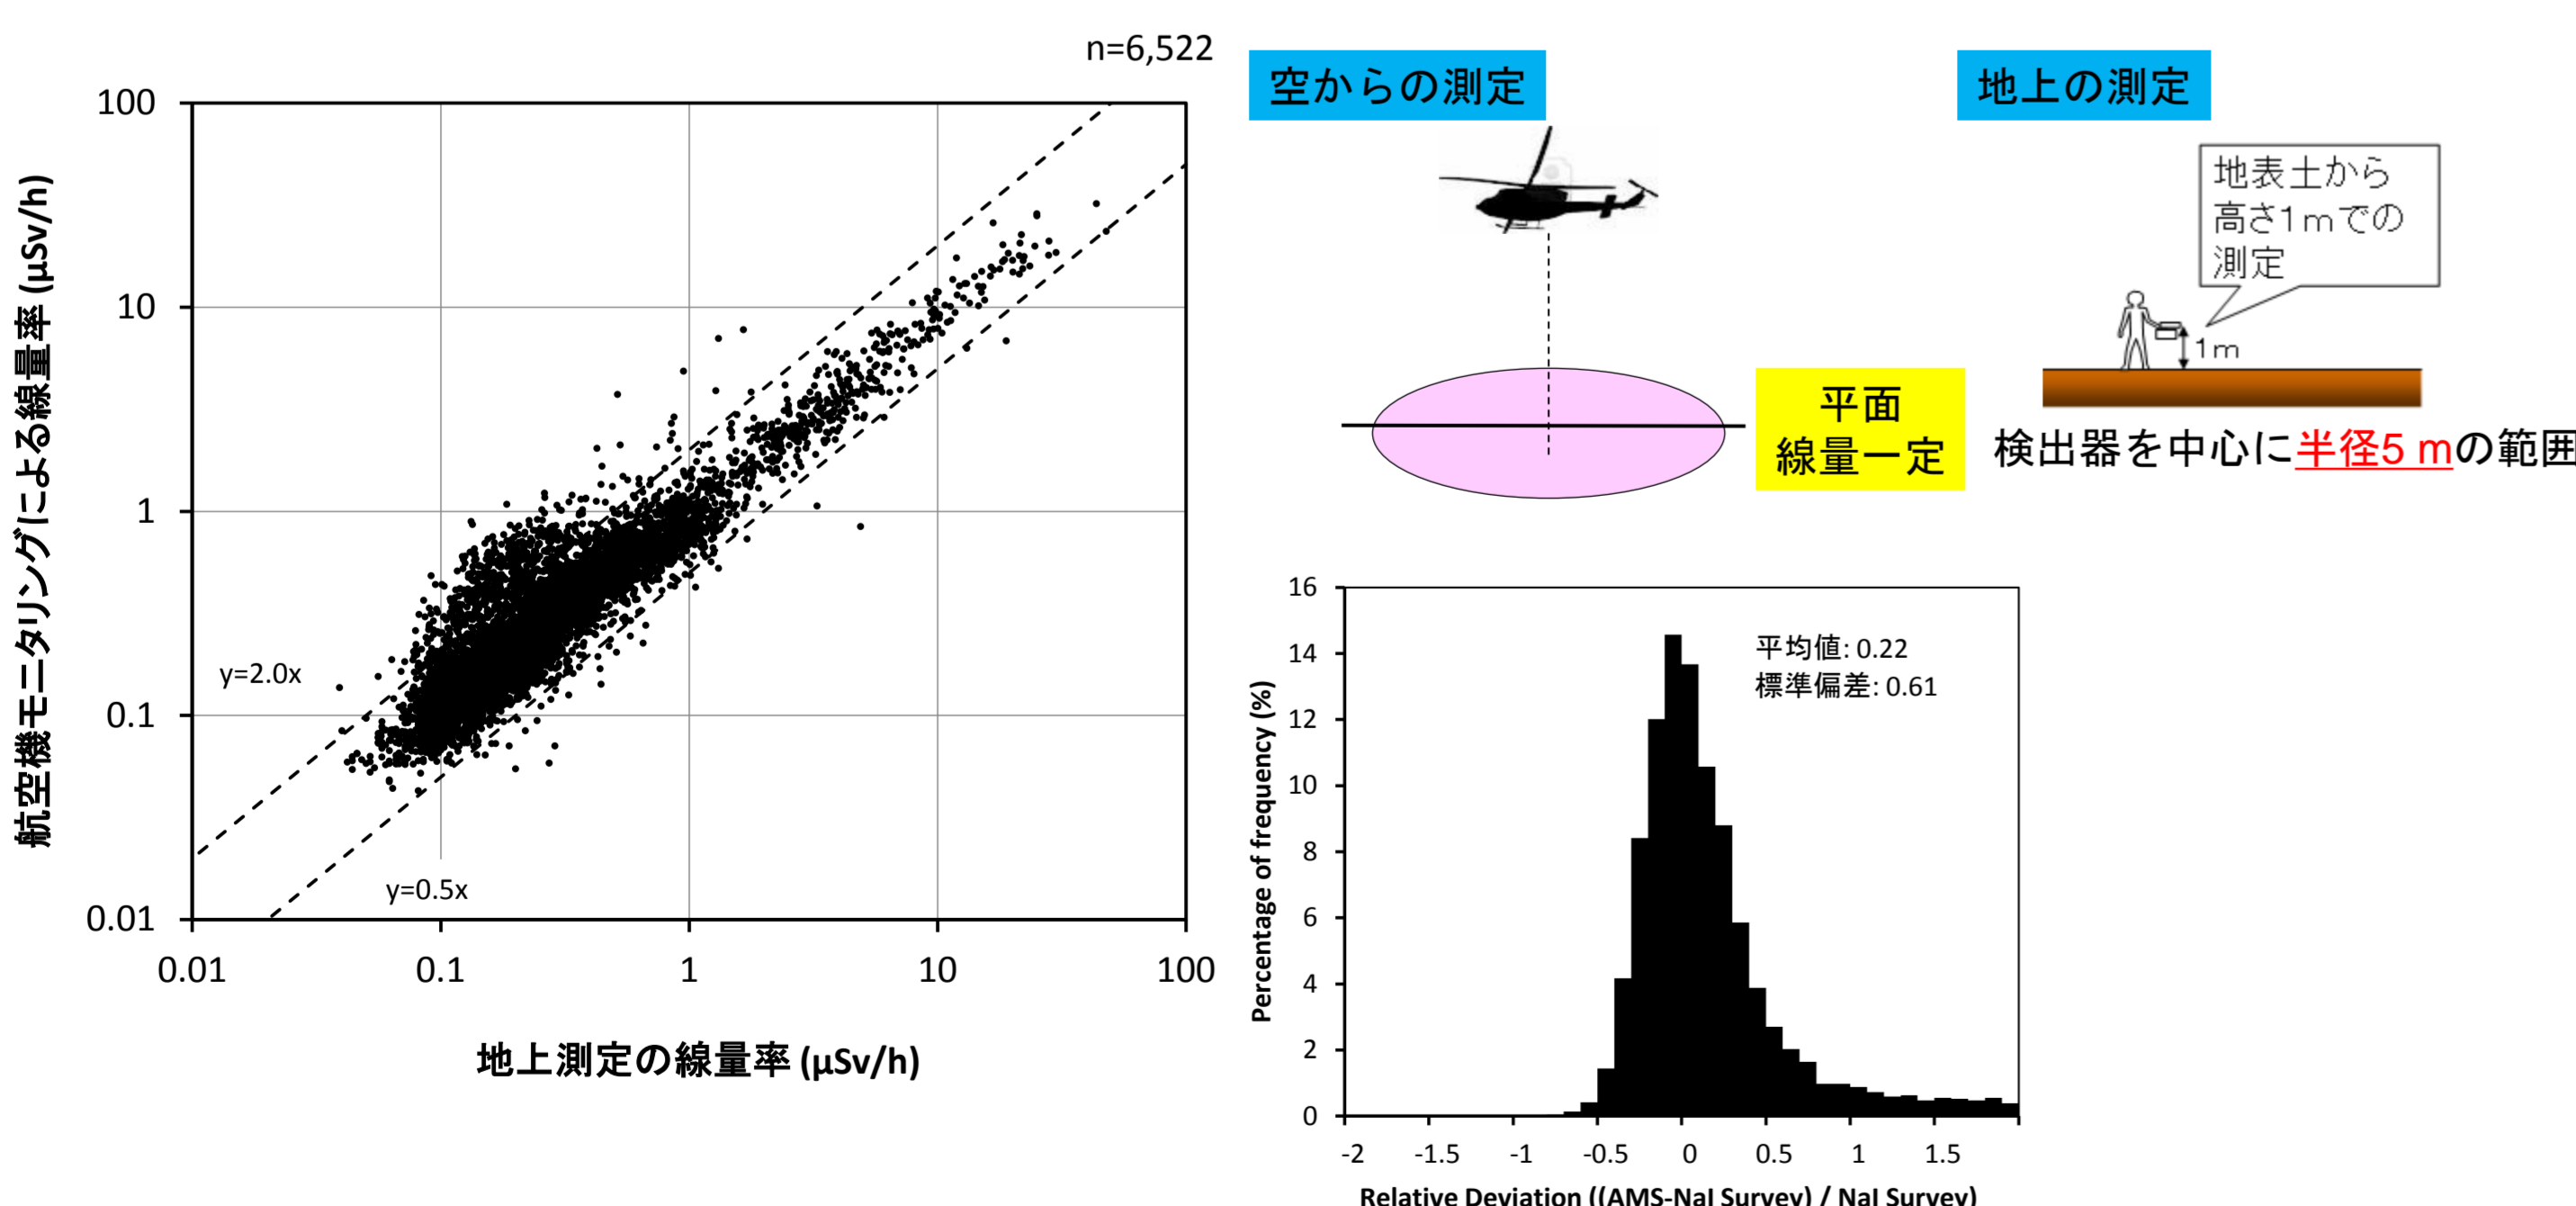 n=6,522
100
10
1
0.1
0.01
航空機モニタリングによる線量率 (μSv/h)
y=2.0x
y=0.5x
0.01
0.1
1
10
100
地上測定の線量率 (μSv/h)
空からの測定
平面
線量一定
地上の測定
地表土から
高さ1mでの
測定
1m
検出器を中心に半径5 mの範囲
16
14
12
10
8
6
4
2
0
Percentage of frequency (%)
平均値: 0.22
標準偏差: 0.61
-2
-1.5
-1
-0.5
0
0.5
1
1.5
Relative Deviation ((AMS-NaI Survey) / NaI Survey)